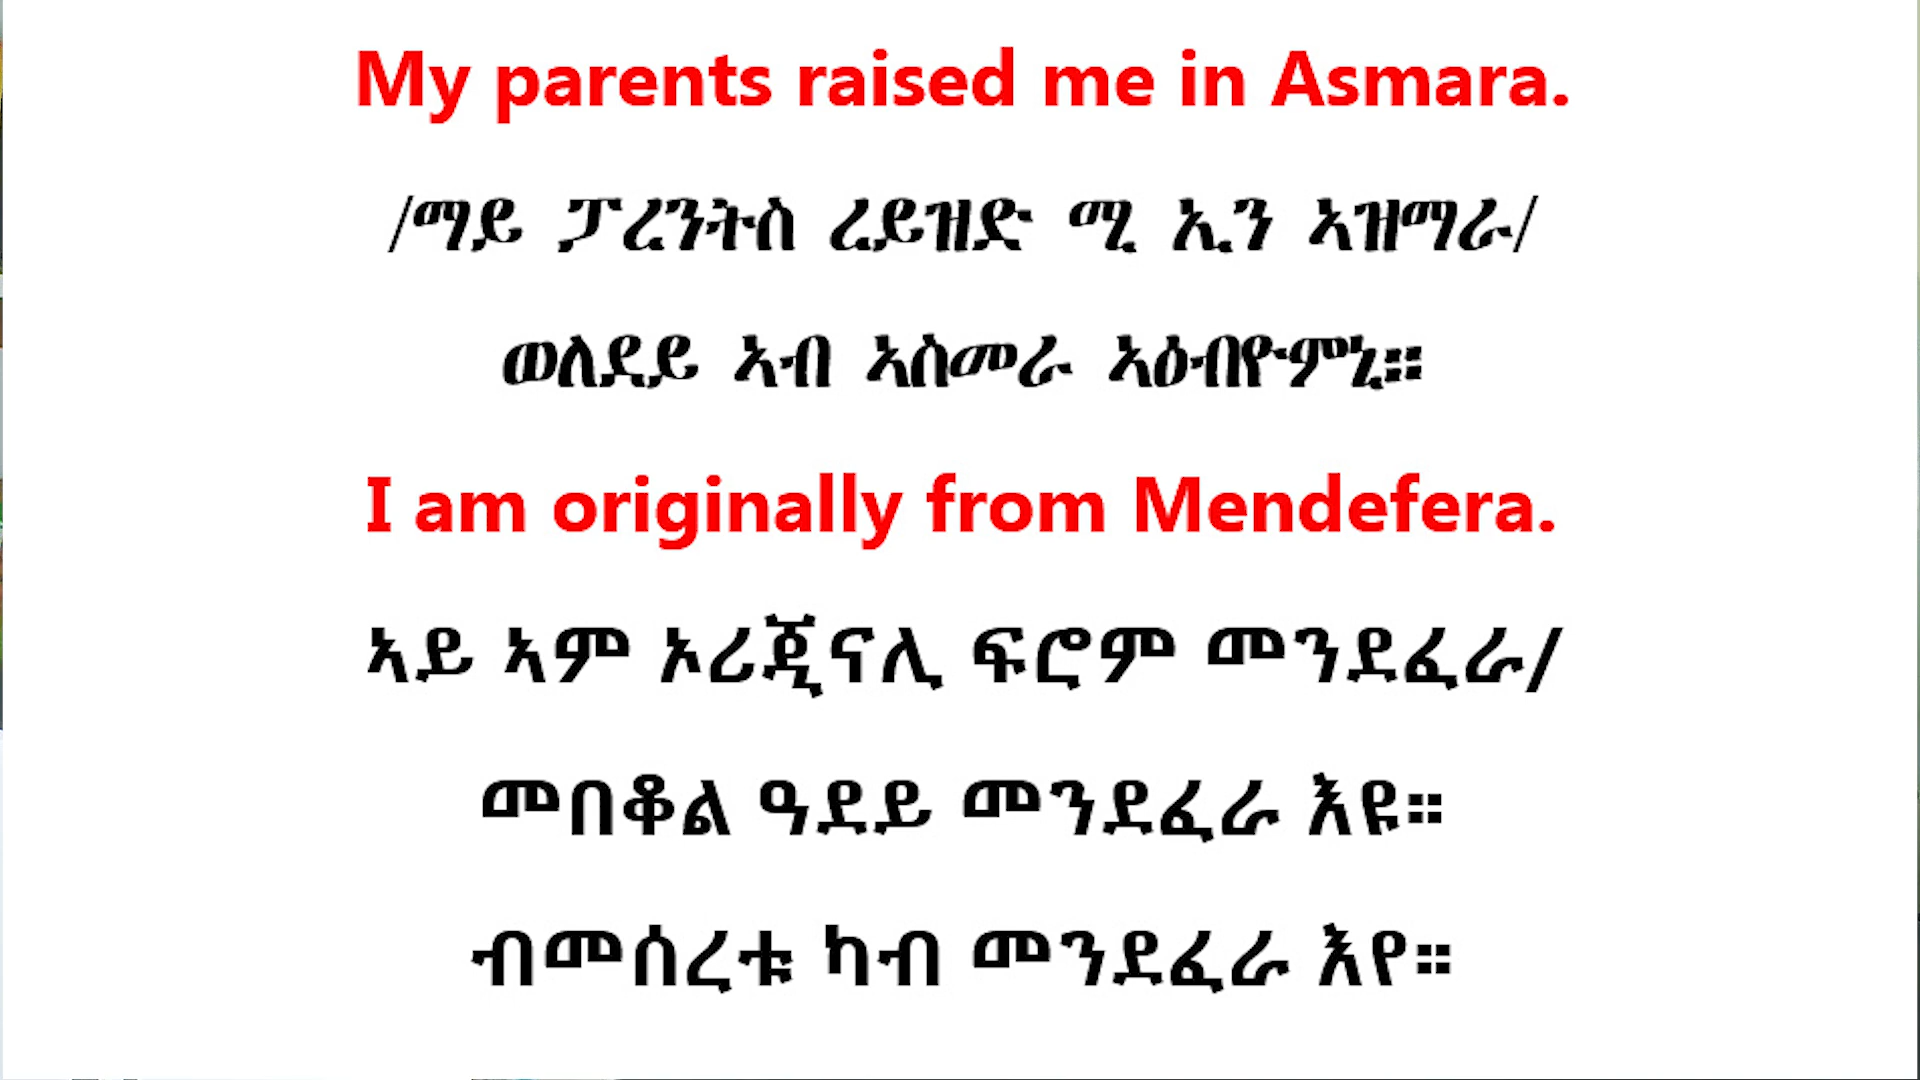 My parents raised me in Asmara.
/ማይ ፓረንትስ ረይዝድ ሚ ኢን ኣዝማራ/
ወለደይ ኣብ ኣስመራ ኣዕብዮምኒ።
I am originally from Mendefera.
ኣይ ኣም ኦሪጂናሊ ፍሮም መንደፈራ/
መበቆል ዓደይ መንደፈራ እዩ።
ብመሰረቱ ካብ መንደፈራ እየ።